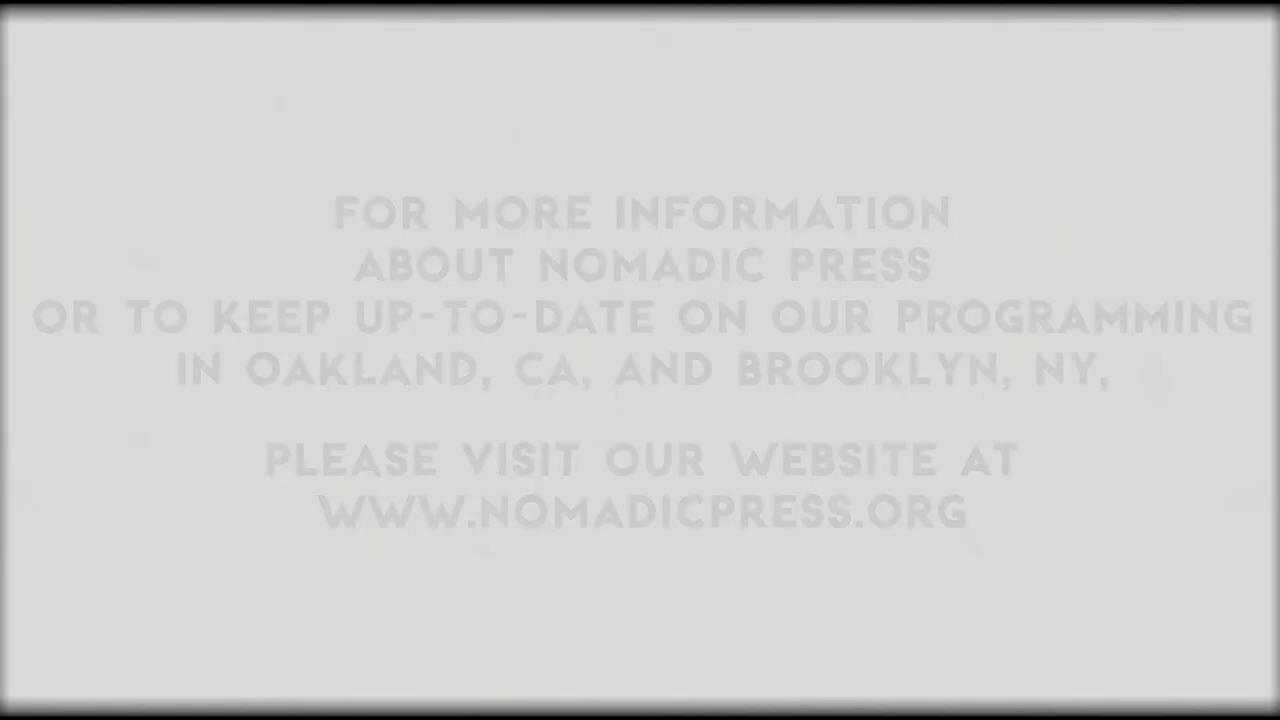 FOR MORE INFORMATION
ABOUT NOMADIC PRESS
OR TO KEEP UP-TO-DATE ON OUR PROGRAMMING
IN OAKLAND, CA, AND BROOKLYN, NY,
PLEASE VISIT OUR WEBSITE AT
WWW.NOMADICPRESS.ORG